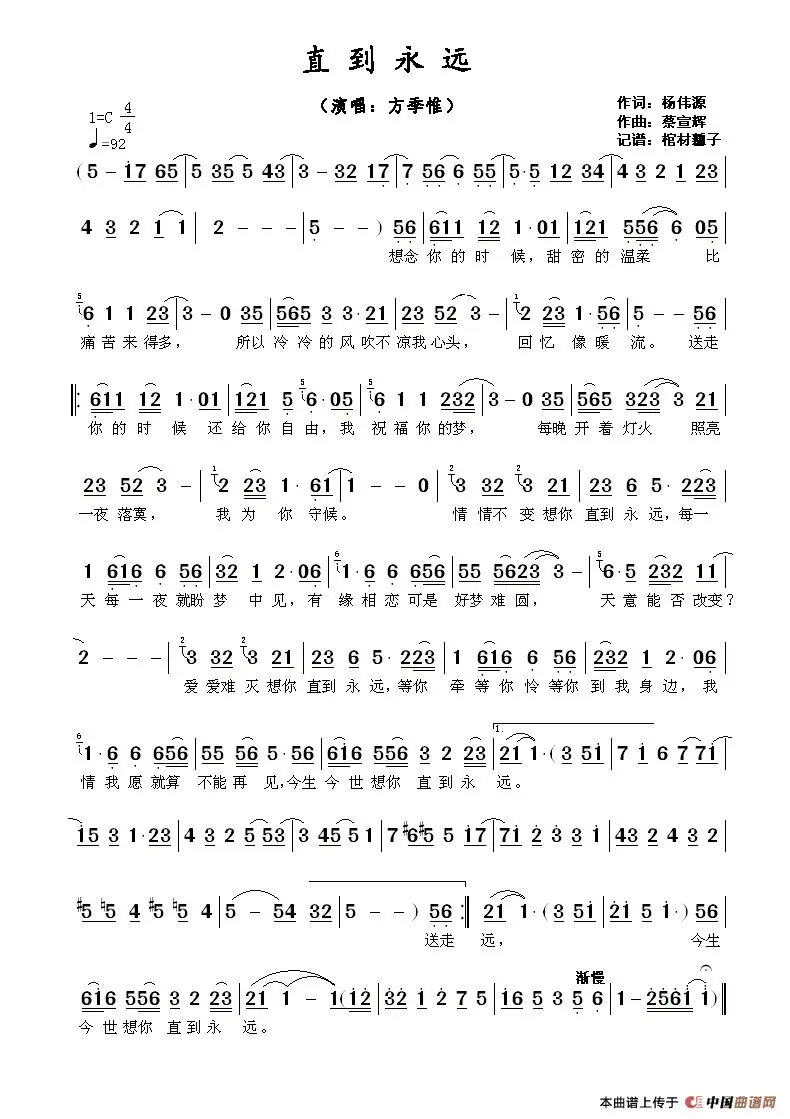 直到永远
（演唱：方季惟）
1=C 4/4
♩=92
作词：杨伟源
作曲：蔡宣辉
记谱：棺材瓤子
(5 - 17 65 | 5 35 5 43 | 3 - 32 17 | 7 56 6 55 | 5·5 12 34 | 4 3 2 1 23
4 3 2 1 1 | 2 - - - | 5 - - ) 56 | 611 12 1·01 | 121 556 6 05 |
想念你的时候，甜密的温柔 比
6 1 1 23 | 3 - 0 35 | 565 3 3·21 | 23 52 3 - | 2 23 1·56 | 5 - - 56 |
痛苦来得多， 所以冷冷的风吹不凉我心头， 回忆像暖流。送走
611 12 1·01 | 121 5 6·05 | 6 1 1 232 | 3 - 0 35 | 565 323 3 21 |
你的时候还给你自由，我祝福你的梦， 每晚开着灯火 照亮
23 52 3 - | 2 23 1·61 | 1 - - 0 | 3 32 3 21 | 23 6 5·223 |
一夜落寞， 我为你守候。 情情不变想你直到永远，每一
1 616 6 56 | 32 1 2·06 | 1·6 6 656 | 55 5623 3 - | 6·5 232 11 |
天每一夜就盼梦中见，有缘相恋可是好梦难圆， 天意能否改变？
2 - - - | 3 32 3 21 | 23 6 5·223 | 1 616 6 56 | 232 1 2·06 |
爱爱难灭想你直到永远，等你牵等你怜等你到我身边，我
1·6 6 656 | 55 56 5·56 | 616 556 3 2 23 | 1. 21 1·(3 51 | 7 1 6 771 |
情我愿就算不能再见，今生今世想你直到永远。
15 3 1·23 | 4 3 2 553 | 3 45 5 1 | 7 #6#5 5 17 | 71 2 3 3 1 | 43 2 4 3 2 |
#5 ♮5 4 #5 ♮5 4 | 5 - 54 32 | 5 - - ) 56 :‖ 21 1·(3 51 | 21 5 1·) 56 |
送走 远， 今生
616 556 3 2 23 | 21 1 - 1(12 | 32 1 2 7 5 | 16 5 3 5 6 | 1 - 2561 1) ‖
渐慢
今世想你直到永远。
本曲谱上传于 中国曲谱网